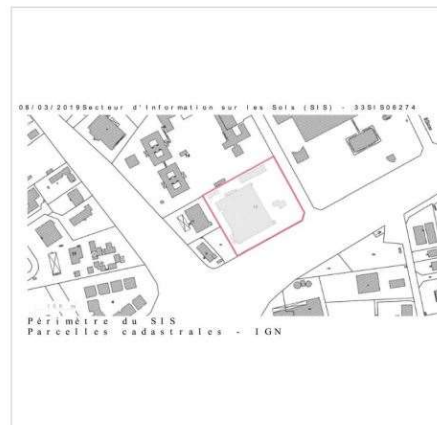 08/03/2019Secteur d'Information sur les Sols (SIS) - 33SIS06274
Périmètre du SIS
Parcelles cadastrales - IGN